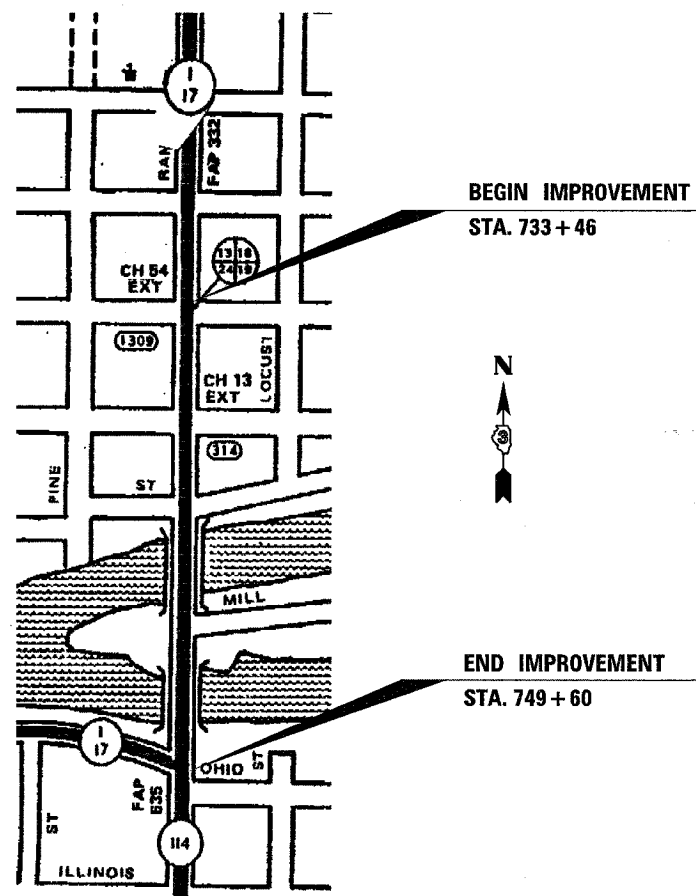 1
17
RAN
FAP 332
BEGIN IMPROVEMENT
STA. 733 + 46
13 18
24 19
CH 54
EXT
1309
LOCUST
CH 13
EXT
N
314
PINE
ST
MILL
END IMPROVEMENT
STA. 749 + 60
1
17
OHIO ST
FAP
635
ST
114
ILLINOIS